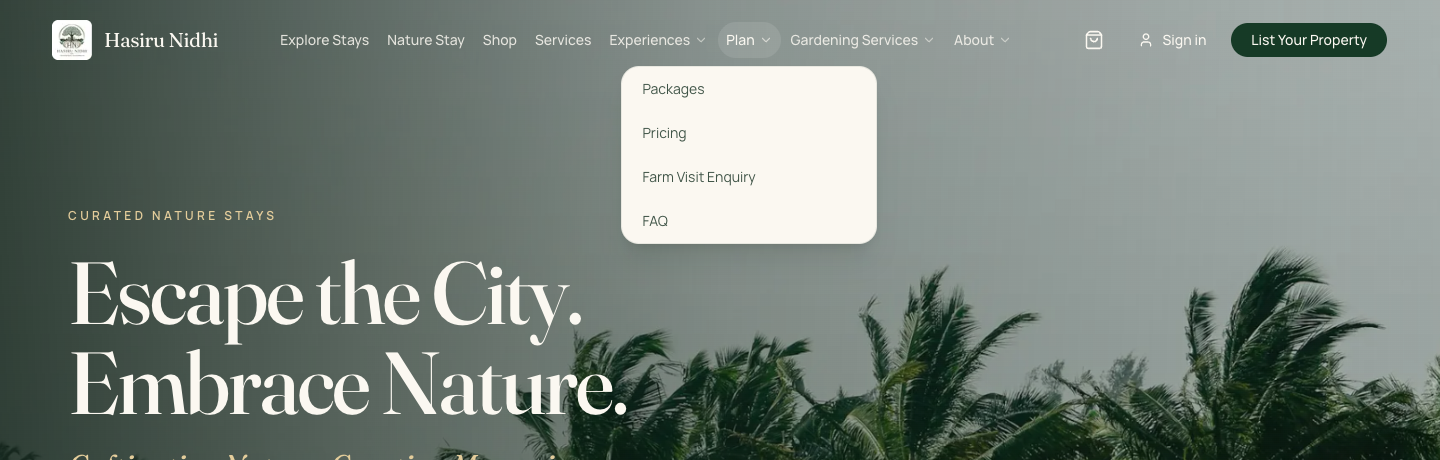 Hasiru Nidhi
Explore Stays
Nature Stay
Shop
Services
Experiences
Plan
Gardening Services
About
Sign in
List Your Property
Packages
Pricing
Farm Visit Enquiry
FAQ
CURATED NATURE STAYS
Escape the City.
Embrace Nature.